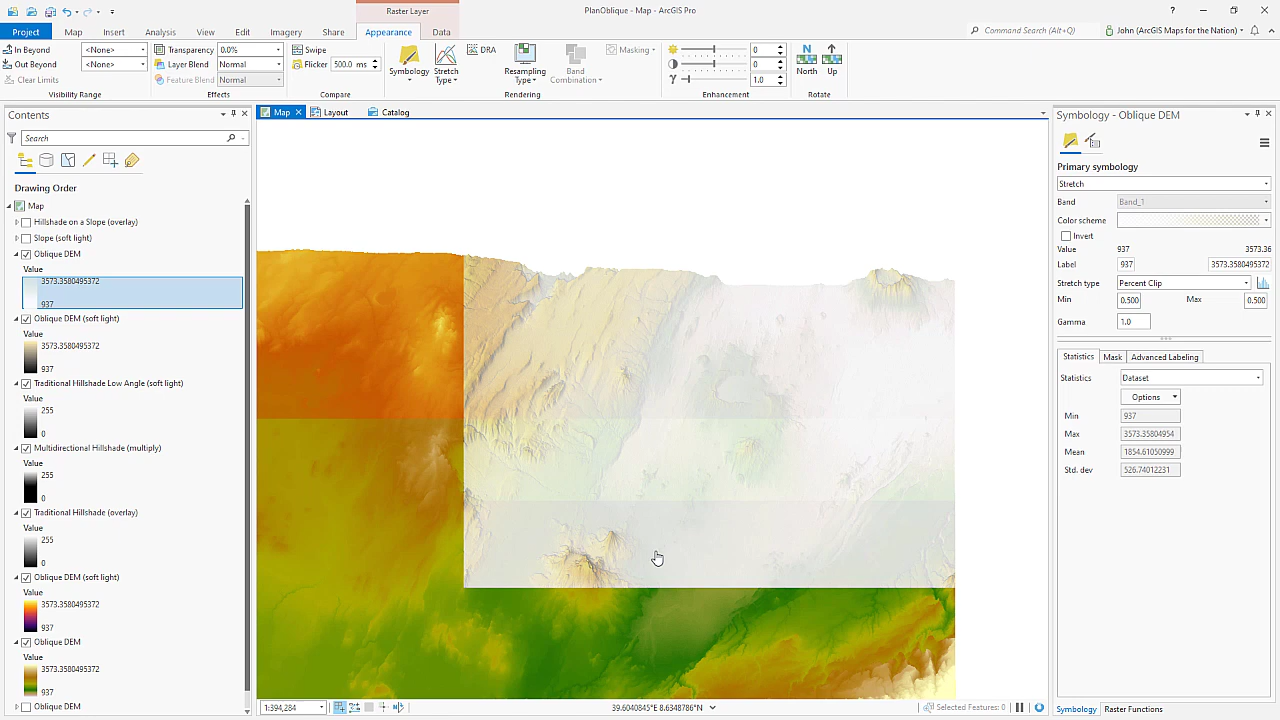 PlanOblique - Map - ArcGIS Pro
Raster Layer
Project
Map
Insert
Analysis
View
Edit
Imagery
Share
Appearance
Data
Command Search (Alt+Q)
John (ArcGIS Maps for the Nation)
In Beyond
<None>
Out Beyond
<None>
Clear Limits
Visibility Range
Transparency
0.0%
Layer Blend
Normal
Feature Blend
Normal
Effects
Swipe
Flicker
500.0 ms
Compare
Symbology
Stretch Type
DRA
Resampling Type
Band Combination
Masking
Rendering
0
0
1.0
Enhancement
North
Up
Rotate
Contents
Search
Drawing Order
Map
Hillshade on a Slope (overlay)
Slope (soft light)
Oblique DEM
Value
3573.3580495372
937
Oblique DEM (soft light)
Value
3573.3580495372
937
Traditional Hillshade Low Angle (soft light)
Value
255
0
Multidirectional Hillshade (multiply)
Value
255
0
Traditional Hillshade (overlay)
Value
255
0
Oblique DEM (soft light)
Value
3573.3580495372
937
Oblique DEM
Value
3573.3580495372
937
Oblique DEM
Map
Layout
Catalog
1:394,284
39.6040845°E 8.6348786°N
Selected Features: 0
Symbology - Oblique DEM
Primary symbology
Stretch
Band
Band_1
Color scheme
Invert
Value
937
3573.36
Label
937
3573.3580495372
Stretch type
Percent Clip
Min
0.500
Max
0.500
Gamma
1.0
Statistics
Mask
Advanced Labeling
Statistics
Dataset
Options
Min
937
Max
3573.35804954
Mean
1854.61050999
Std. dev
526.74012231
Symbology
Raster Functions